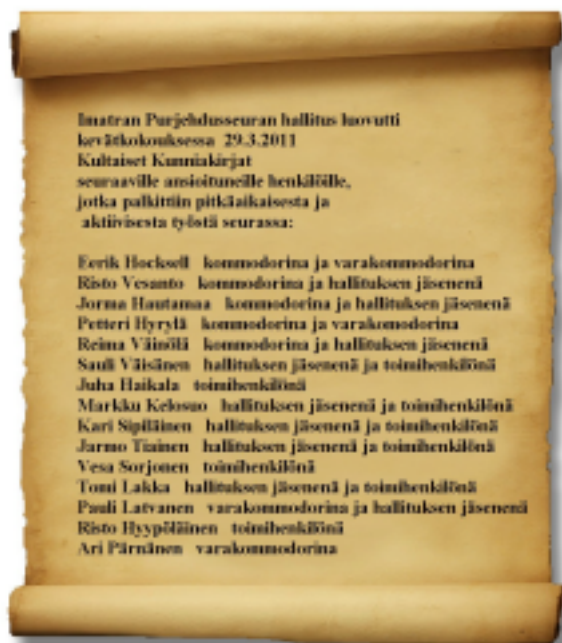 Imatran Purjehdusseuran hallitus luovutti
kevätkokouksessa 29.3.2011
Kultaiset Kunniakirjat
seuraaville ansioituneille henkilöille,
jotka palkittiin pitkäaikaisesta ja
aktiivisesta työstä seurassa:
Eerik Hocksell kommodorina ja varakommodorina
Risto Vesanto kommodorina ja hallituksen jäsenenä
Jorma Hautamaa kommodorina ja hallituksen jäsenenä
Petteri Hyrylä kommodorina ja varakomodorina
Reima Väinölä kommodorina ja hallituksen jäsenenä
Sauli Väisänen hallituksen jäsenenä ja toimihenkilönä
Juha Haikala toimihenkilönä
Markku Kelosuo hallituksen jäsenenä ja toimihenkilönä
Kari Sipiläinen hallituksen jäsenenä ja toimihenkilönä
Jarmo Tiainen hallituksen jäsenenä ja toimihenkilönä
Vesa Sorjonen toimihenkilönä
Tomi Lakka hallituksen jäsenenä ja toimihenkilönä
Pauli Latvanen varakommodorina ja hallituksen jäsenenä
Risto Hyypöläinen toimihenkilönä
Ari Pärnänen varakommodorina